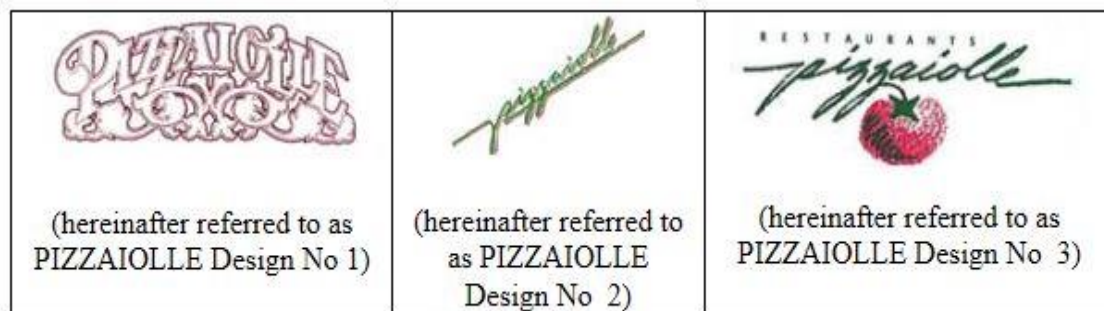 PIZZAIOLLE
(hereinafter referred to as
PIZZAIOLLE Design No 1)
pizzaiolle
(hereinafter referred to
as PIZZAIOLLE
Design No 2)
RESTAURANTS
pizzaiolle
(hereinafter referred to as
PIZZAIOLLE Design No 3)